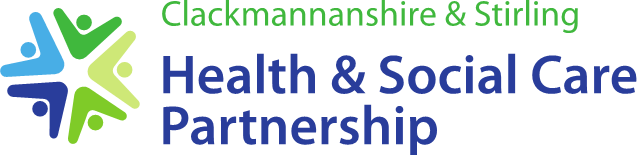 Clackmannanshire & Stirling
Health & Social Care
Partnership